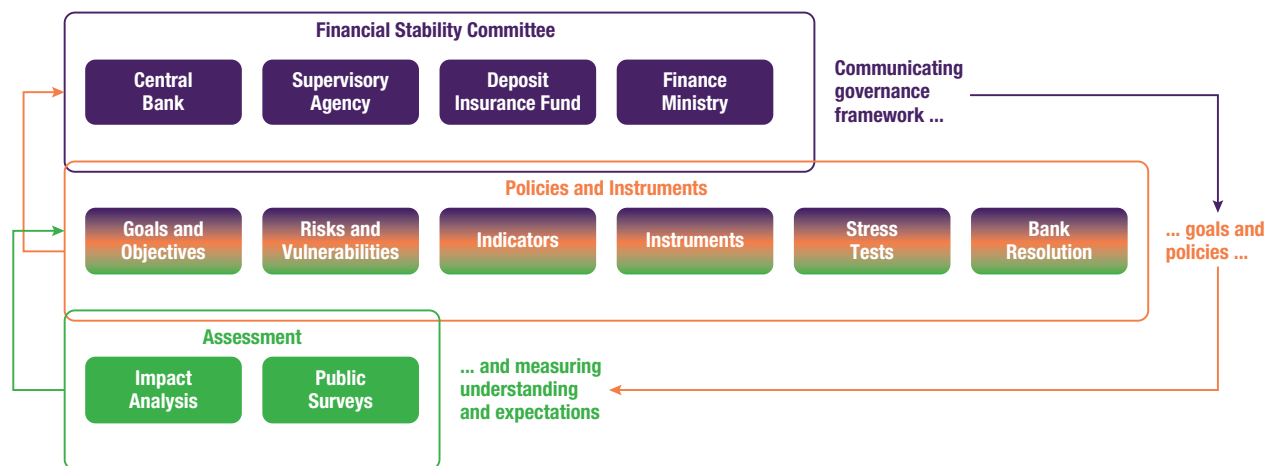 Financial Stability Committee
Central
Bank
Supervisory
Agency
Deposit
Insurance Fund
Finance
Ministry
Communicating
governance
framework ...
Policies and Instruments
Goals and
Objectives
Risks and
Vulnerabilities
Indicators
Instruments
Stress
Tests
Bank
Resolution
... goals and
policies ...
Assessment
Impact
Analysis
Public
Surveys
... and measuring
understanding
and expectations